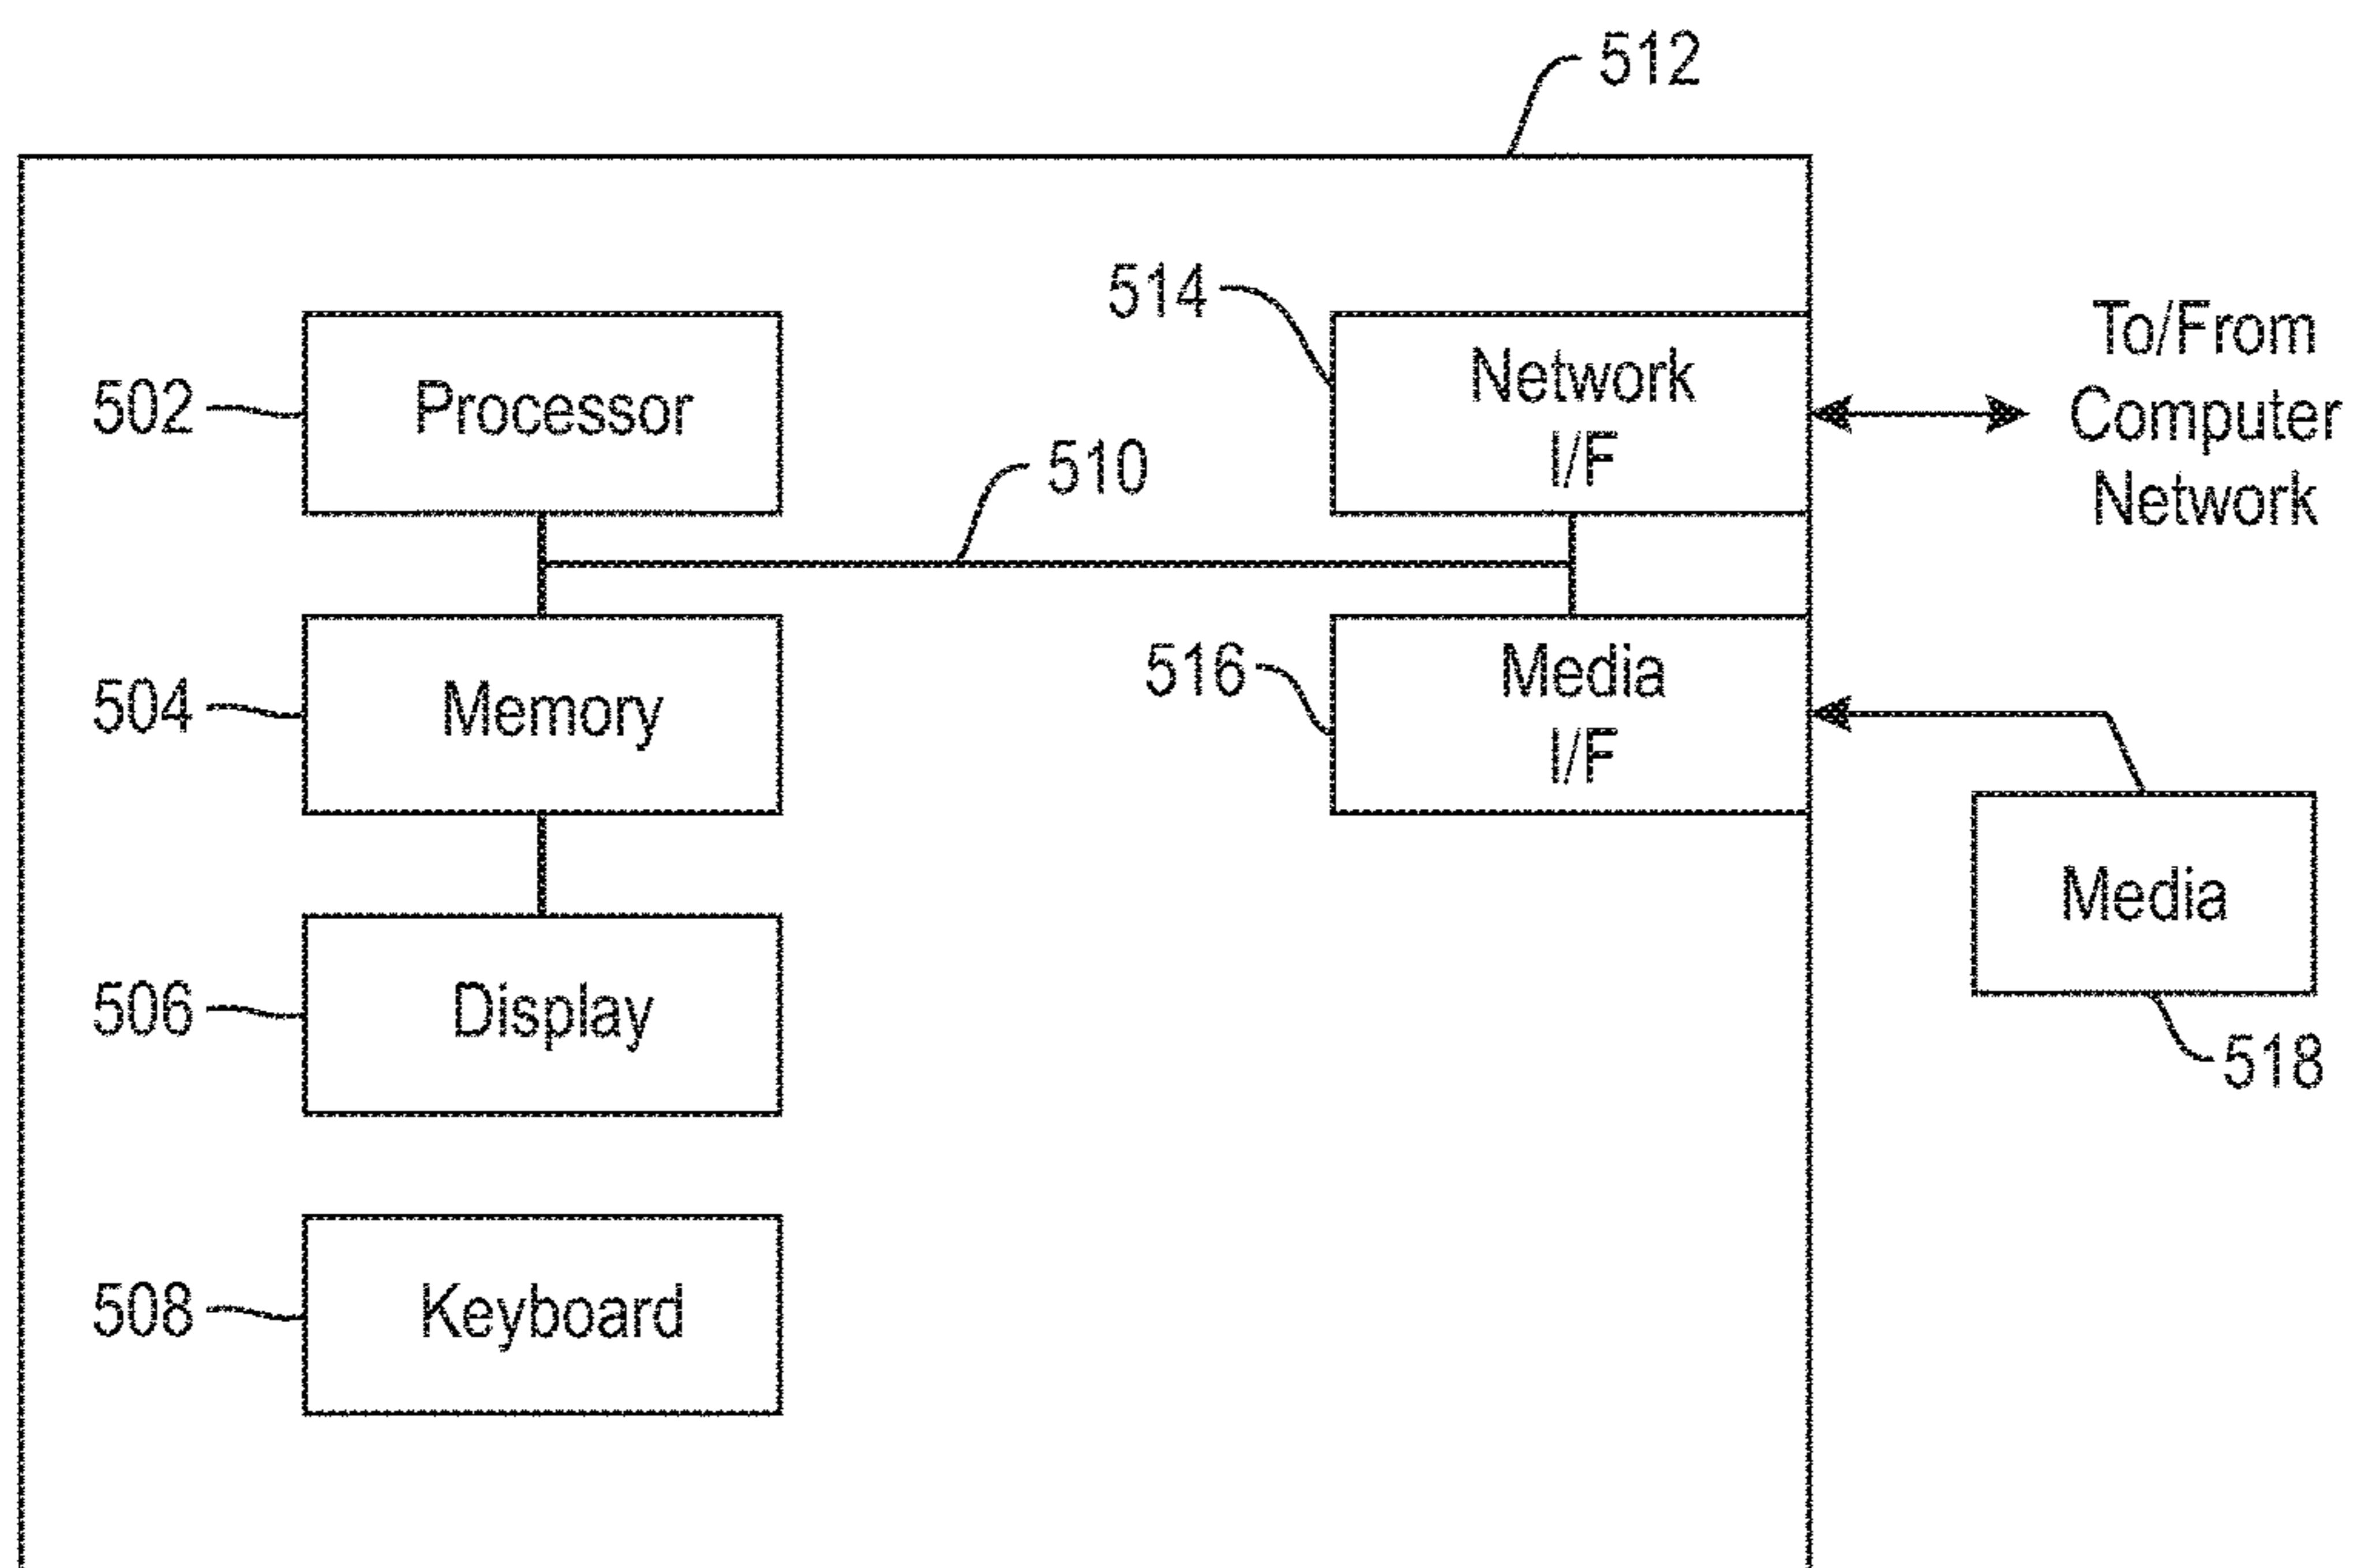 512
514
Network
I/F
To/From
Computer
Network
502
Processor
510
504
Memory
516
Media
I/F
Media
518
506
Display
508
Keyboard